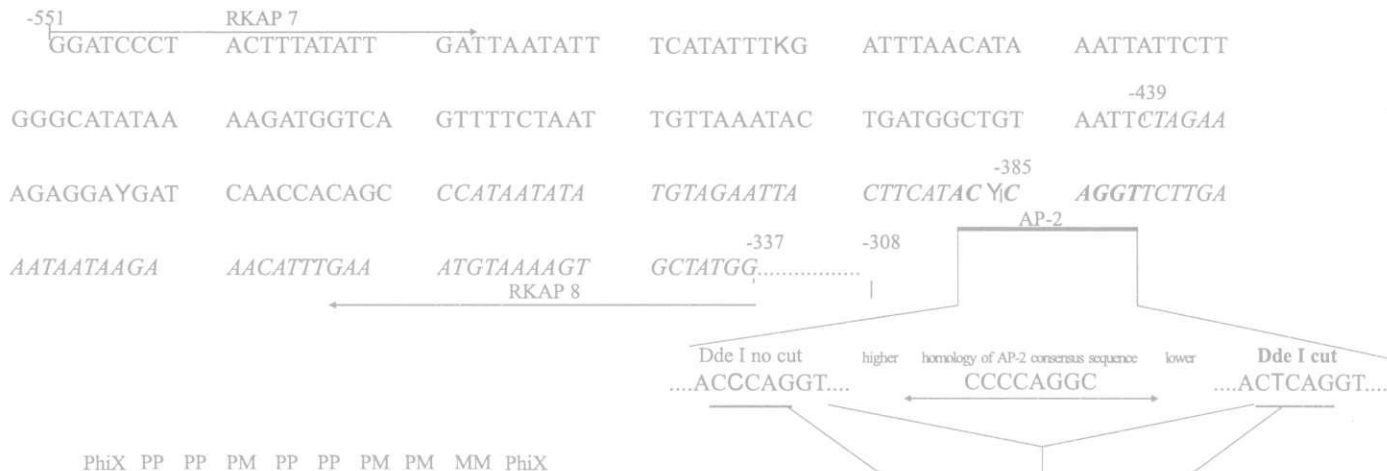 -551 RKAP 7
GGATCCCT ACTTTATATT GATTAATATT TCATATTTKG ATTTAACATA AATTATTCTT
-439
GGGCATATAA AAGATGGTCA GTTTTCTAAT TGTTAAATAC TGATGGCTGT AATTCTAGAA
-385
AGAGGAYGAT CAACCACAGC CCATAATATA TGTAGAATTA CTTCATACYC AGGTTCTTGA
AP-2
-337 -308
AATAATAAGA AACATTTGAA ATGTAAAAGT GCTATGG.................
RKAP 8
Dde I no cut higher homology of AP-2 consensus sequence lower Dde I cut
....ACCCAGGT.... CCCCAGGC ....ACTCAGGT....
PhiX PP PP PM PP PP PM PM MM PhiX